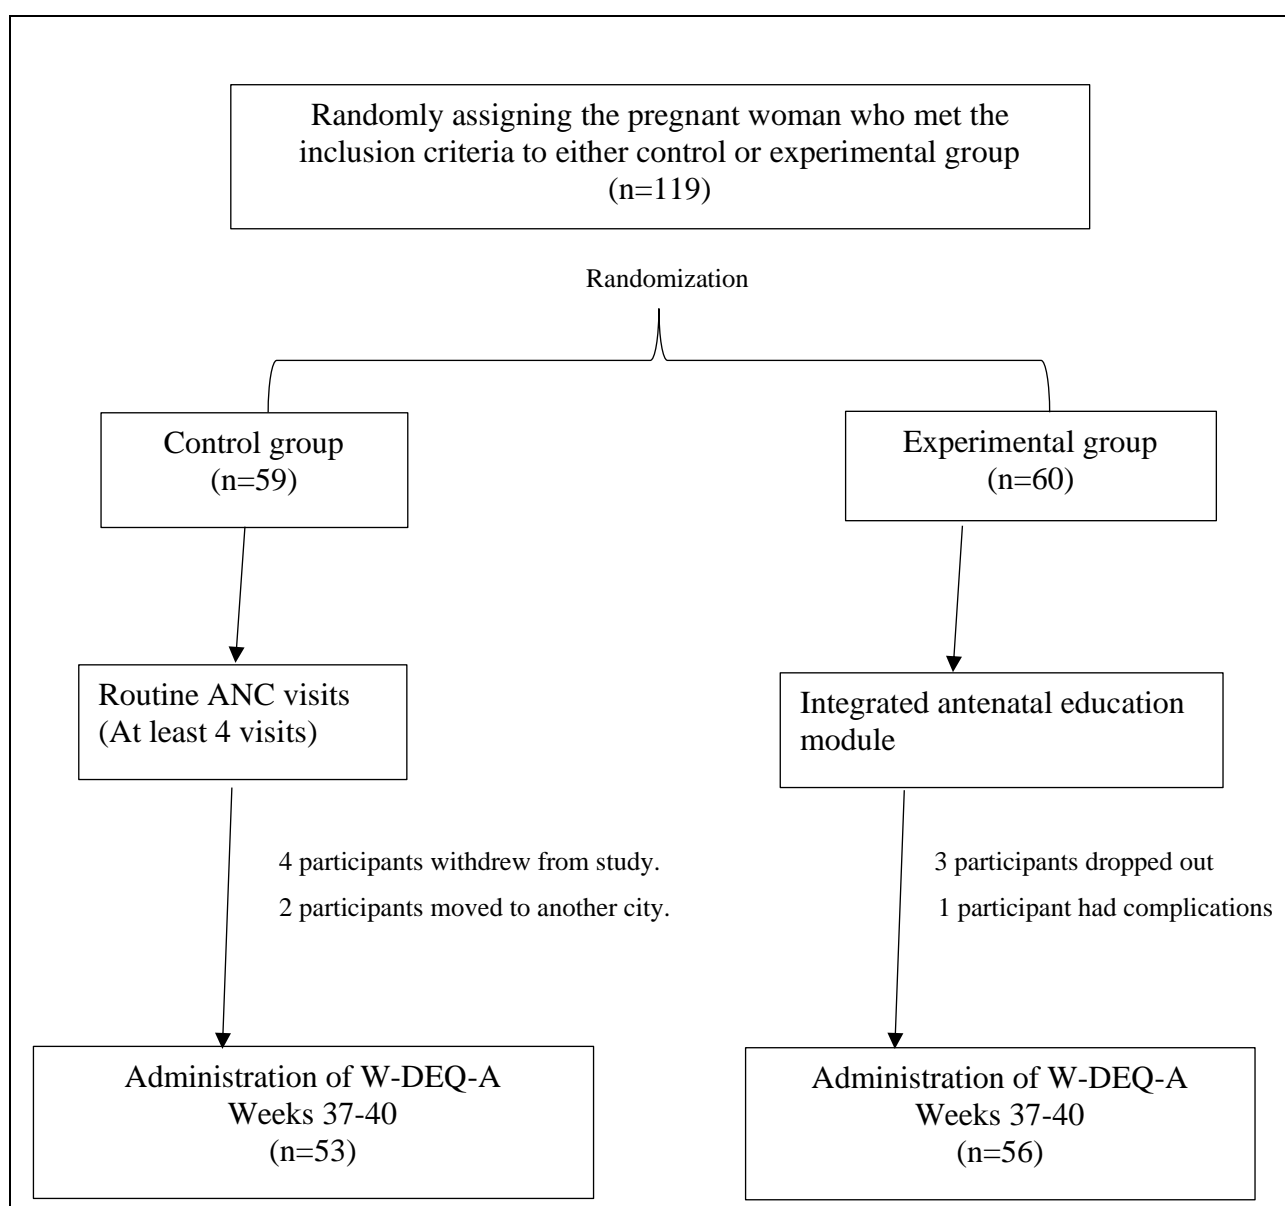 Randomly assigning the pregnant woman who met the
inclusion criteria to either control or experimental group
(n=119)
Randomization
Control group
(n=59)
Experimental group
(n=60)
Routine ANC visits
(At least 4 visits)
Integrated antenatal education
module
4 participants withdrew from study.
2 participants moved to another city.
3 participants dropped out
1 participant had complications
Administration of W-DEQ-A
Weeks 37-40
(n=53)
Administration of W-DEQ-A
Weeks 37-40
(n=56)